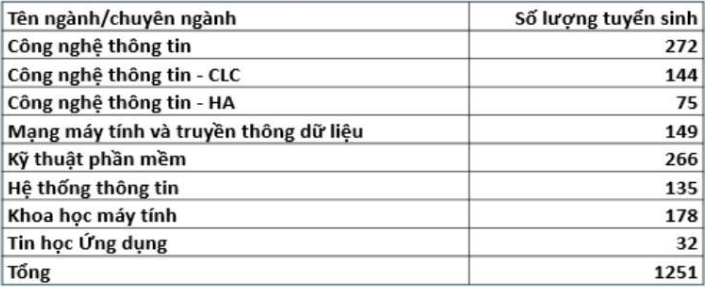 Tên ngành/chuyên ngành Số lượng tuyển sinh
Công nghệ thông tin 272
Công nghệ thông tin - CLC 144
Công nghệ thông tin - HA 75
Mạng máy tính và truyền thông dữ liệu 149
Kỹ thuật phần mềm 266
Hệ thống thông tin 135
Khoa học máy tính 178
Tin học Ứng dụng 32
Tổng 1251